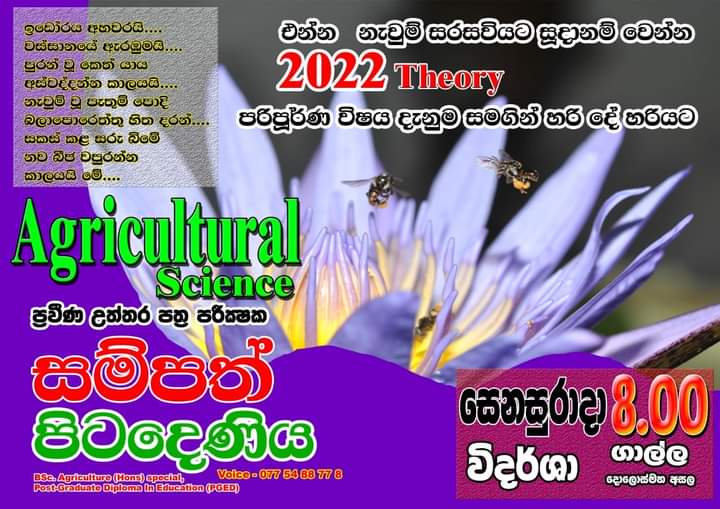 ඉඩෝරය අහවරයි....
වස්සානයේ ඇරඹුමයි....
පුරන් වූ කෙත් යාය
අස්වද්දන්න කාලයයි....
නැවුම් වූ පැතුම් පොදි
බලාපොරොත්තු හිත දරන්....
සකස් කළ සරු බිමේ
නව බීජ වපුරන්න
කාලයයි මේ....
එන්න නැවුම් සරසවියට සූදානම් වෙන්න
2022 Theory
පරිපූර්ණ විෂය දැනුම සමගින් හරි දේ හරියට
Agricultural
Science
ප්‍රවීණ උත්තර පත්‍ර පරීක්ෂක
සම්පත්
පිටදෙණිය
BSc. Agriculture (Hons) special,
Post-Graduate Diploma In Education (PGED)
Voice - 077 54 88 77 8
සෙනසුරාදා 8.00
විදර්ශා ගාල්ල
දොලොස්මහ අසල